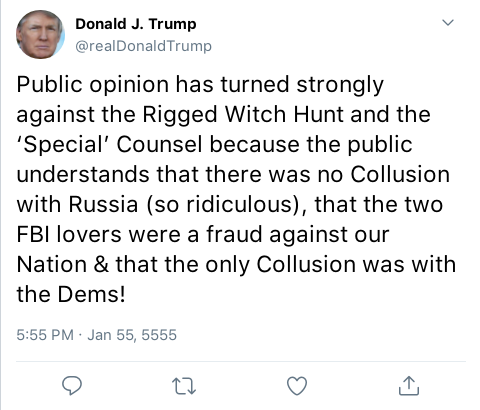 Donald J. Trump
@realDonaldTrump
Public opinion has turned strongly
against the Rigged Witch Hunt and the
‘Special’ Counsel because the public
understands that there was no Collusion
with Russia (so ridiculous), that the two
FBI lovers were a fraud against our
Nation & that the only Collusion was with
the Dems!
5:55 PM · Jan 55, 5555